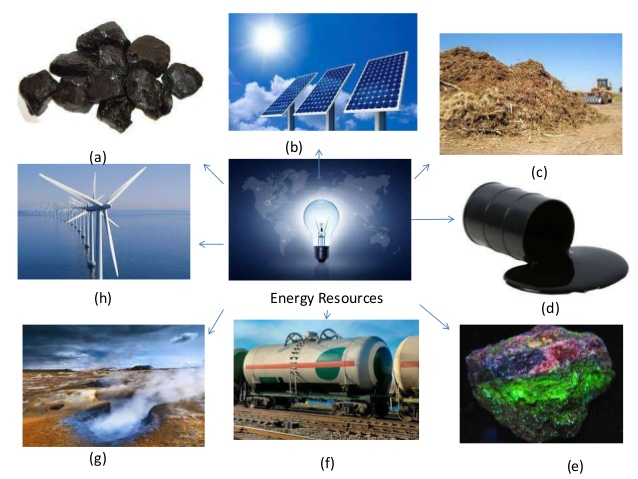 (a)
(b)
(c)
(h)
Energy Resources
(d)
(g)
(f)
(e)